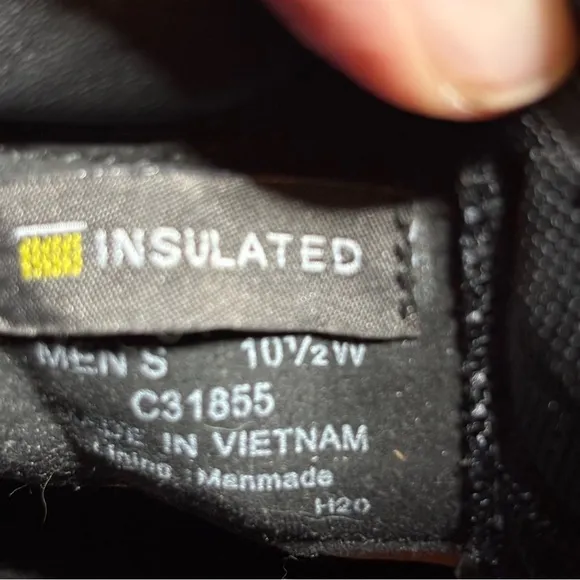 INSULATED
MEN'S 10½W
C31855
MADE IN VIETNAM
Lining : Manmade
H20